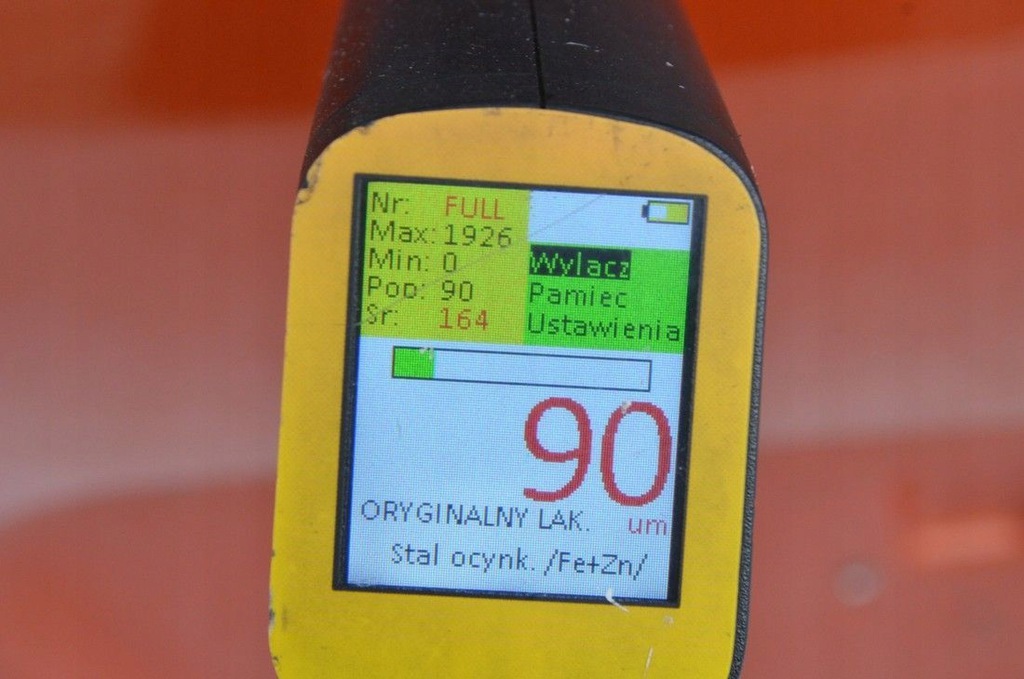 Nr: FULL
Max: 1926
Min: 0
Pop: 90
Sr: 164
Wylacz
Pamiec
Ustawienia
90
um
ORYGINALNY LAK.
Stal ocynk. /Fe+Zn/